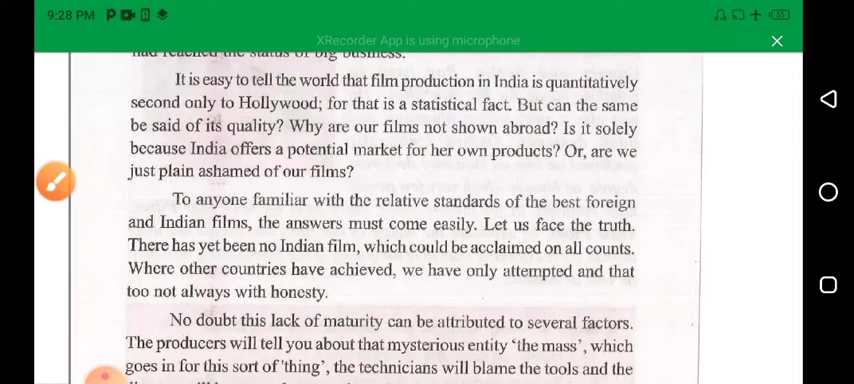 9:28 PM
55
XRecorder App is using microphone
had reached the status of big business.
It is easy to tell the world that film production in India is quantitatively
second only to Hollywood; for that is a statistical fact. But can the same
be said of its quality? Why are our films not shown abroad? Is it solely
because India offers a potential market for her own products? Or, are we
just plain ashamed of our films?
To anyone familiar with the relative standards of the best foreign
and Indian films, the answers must come easily. Let us face the truth.
There has yet been no Indian film, which could be acclaimed on all counts.
Where other countries have achieved, we have only attempted and that
too not always with honesty.
No doubt this lack of maturity can be attributed to several factors.
The producers will tell you about that mysterious entity ‘the mass’, which
goes in for this sort of 'thing’, the technicians will blame the tools and the